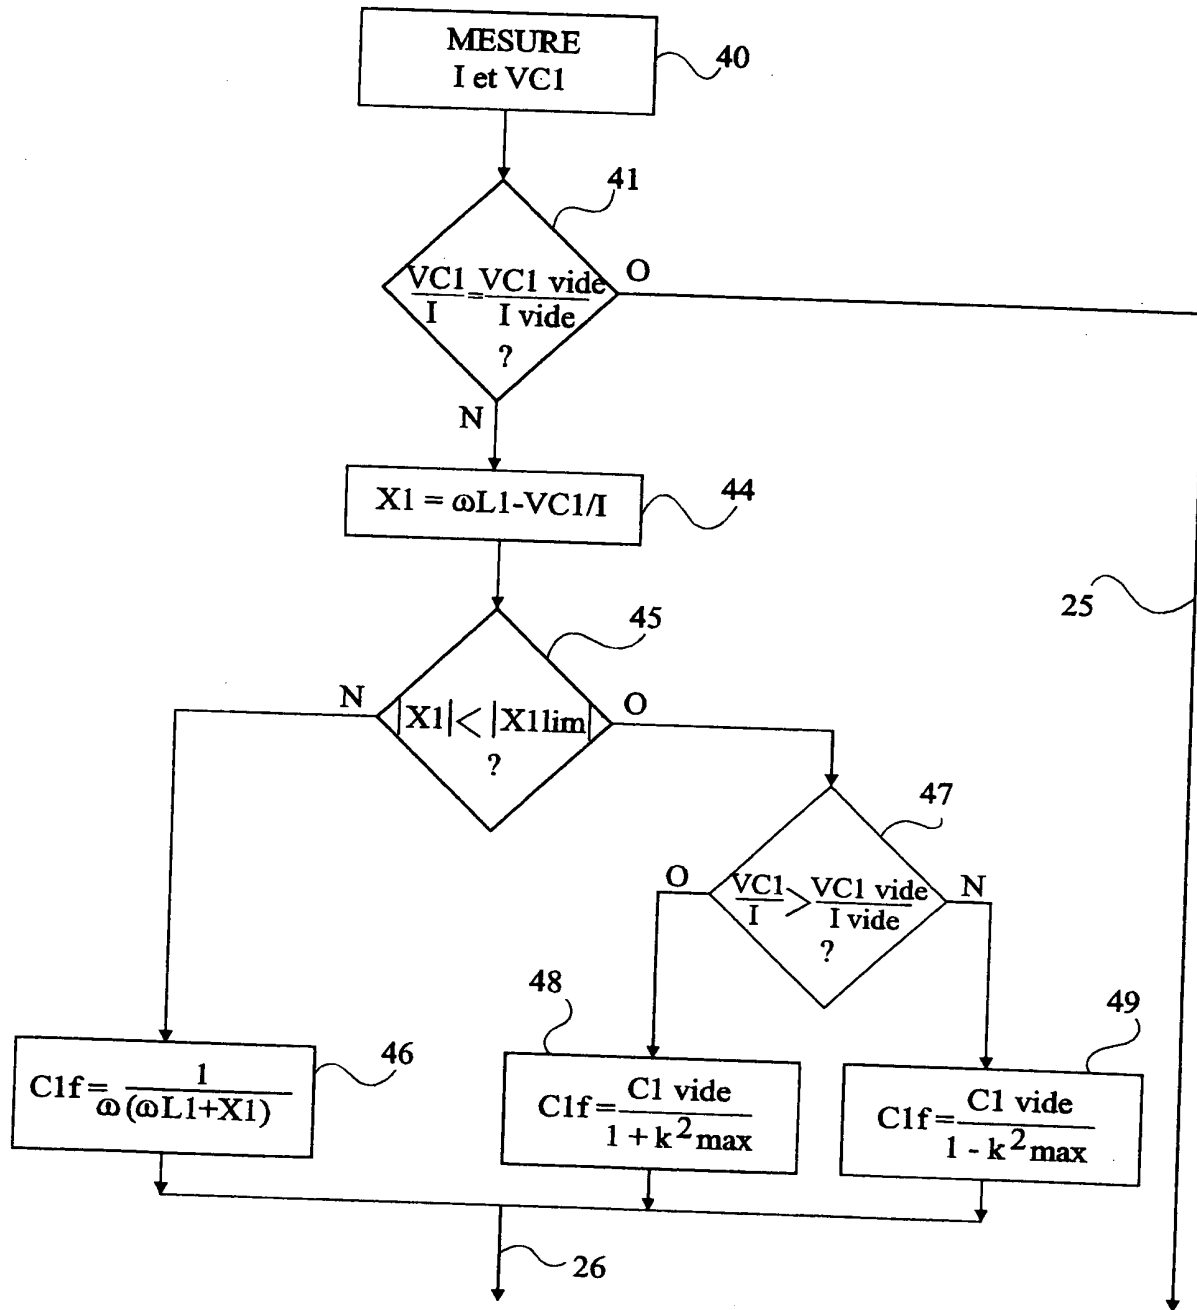 MESURE
I et VC1
40
41
VC1/I = VC1 vide/I vide
?
O
N
X1 = ωL1-VC1/I
44
25
45
|X1| < |X1lim|
?
N
O
47
VC1/I > VC1 vide/I vide
?
O
N
46
C1f = 1/ω(ωL1+X1)
48
C1f = C1 vide/1 + k²max
49
C1f = C1 vide/1 - k²max
26